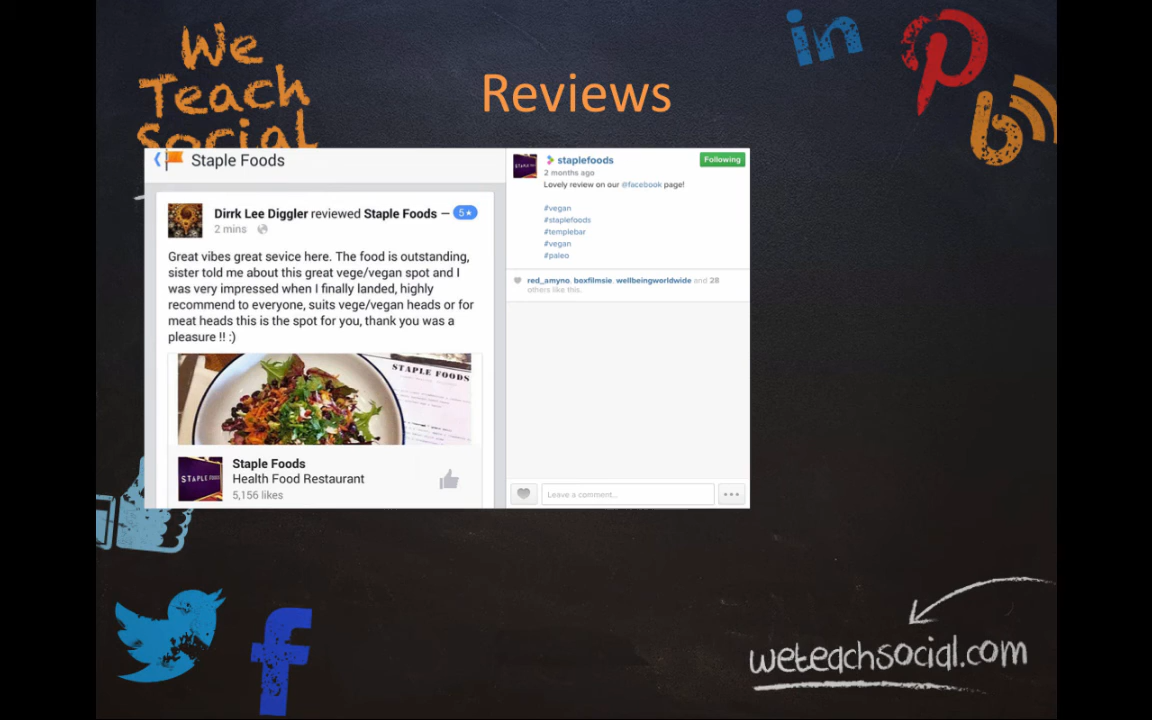 We
Teach
Social
Reviews
in
Staple Foods
Dirrk Lee Diggler reviewed Staple Foods — 5★
2 mins
Great vibes great sevice here. The food is outstanding,
sister told me about this great vege/vegan spot and I
was very impressed when I finally landed, highly
recommend to everyone, suits vege/vegan heads or for
meat heads this is the spot for you, thank you was a
pleasure !! :)
STAPLE FOODS
STAPLE FOODS
Staple Foods
Health Food Restaurant
5,156 likes
staplefoods
Following
2 months ago
Lovely review on our @facebook page!
#vegan
#staplefoods
#templebar
#vegan
#paleo
red_amyno, boxfilmsie, wellbeingworldwide and 28
others like this.
Leave a comment...
weteachsocial.com